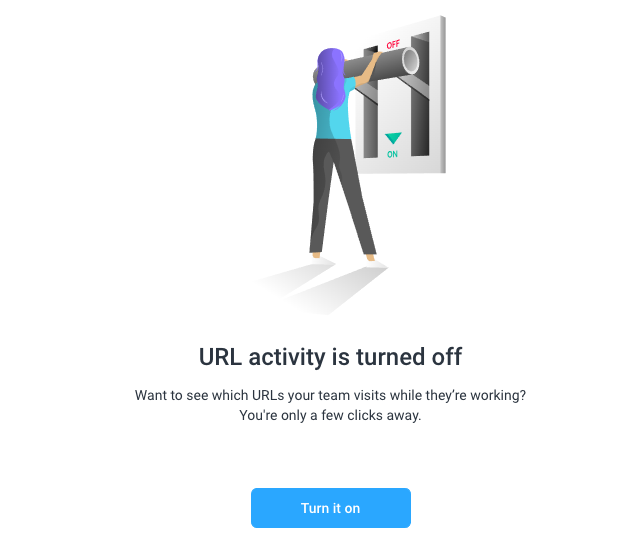 OFF
ON
URL activity is turned off
Want to see which URLs your team visits while they’re working?
You're only a few clicks away.
Turn it on